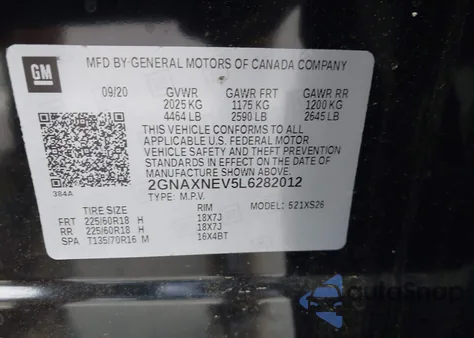 GM
MFD BY GENERAL MOTORS OF CANADA COMPANY
09/20 GVWR GAWR FRT GAWR RR
2025 KG 1175 KG 1200 KG
4464 LB 2590 LB 2645 LB
THIS VEHICLE CONFORMS TO ALL
APPLICABLE U.S. FEDERAL MOTOR
VEHICLE SAFETY AND THEFT PREVENTION
STANDARDS IN EFFECT ON THE DATE OF
MANUFACTURE SHOWN ABOVE.
384A
2GNAXNEV5L6282012
TYPE: M.P.V. MODEL: 521XS26
TIRE SIZE RIM
FRT 225/60R18 H 18X7J
RR 225/60R18 H 18X7J
SPA T135/70R16 M 16X4BT
autoShop